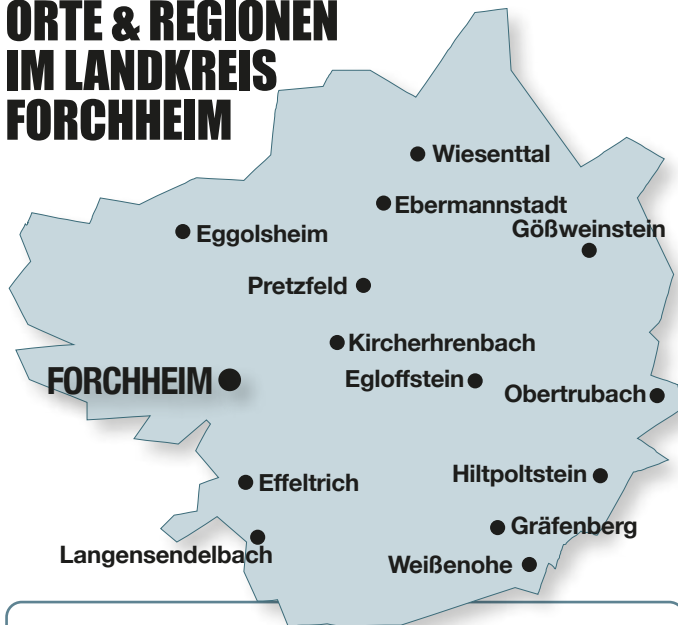 ORTE & REGIONEN
IM LANDKREIS
FORCHHEIM
Wiesenttal
Ebermannstadt
Gößweinstein
Eggolsheim
Pretzfeld
Kircherhrenbach
FORCHHEIM
Egloffstein
Obertrubach
Effeltrich
Hiltpoltstein
Gräfenberg
Langensendelbach
Weißenohe